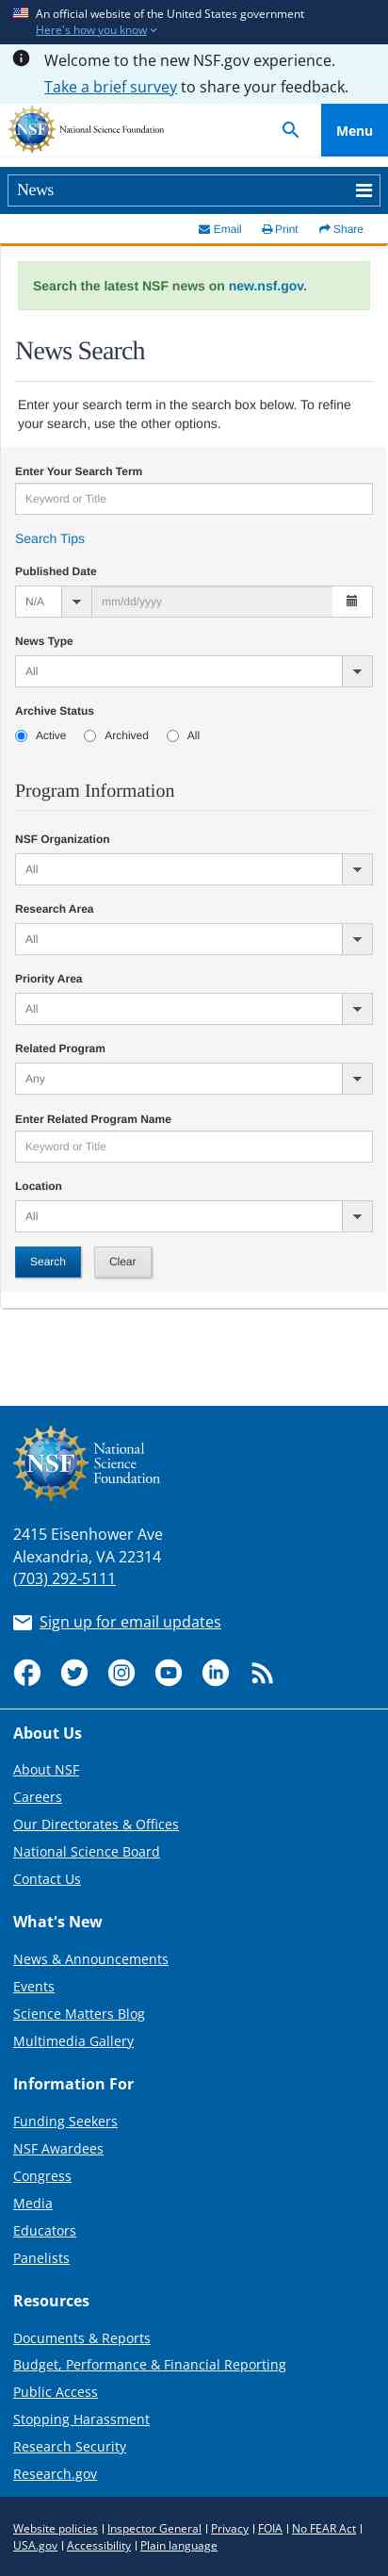 An official website of the United States government
Here's how you know
Welcome to the new NSF.gov experience.
Take a brief survey to share your feedback.
NSF National Science Foundation
Menu
News
Email Print Share
Search the latest NSF news on new.nsf.gov.
News Search
Enter your search term in the search box below. To refine
your search, use the other options.
Enter Your Search Term
Keyword or Title
Search Tips
Published Date
N/A mm/dd/yyyy
News Type
All
Archive Status
Active Archived All
Program Information
NSF Organization
All
Research Area
All
Priority Area
All
Related Program
Any
Enter Related Program Name
Keyword or Title
Location
All
Search Clear
NSF
National
Science
Foundation
2415 Eisenhower Ave
Alexandria, VA 22314
(703) 292-5111
Sign up for email updates
About Us
About NSF
Careers
Our Directorates & Offices
National Science Board
Contact Us
What's New
News & Announcements
Events
Science Matters Blog
Multimedia Gallery
Information For
Funding Seekers
NSF Awardees
Congress
Media
Educators
Panelists
Resources
Documents & Reports
Budget, Performance & Financial Reporting
Public Access
Stopping Harassment
Research Security
Research.gov
Website policies | Inspector General | Privacy | FOIA | No FEAR Act |
USA.gov | Accessibility | Plain language